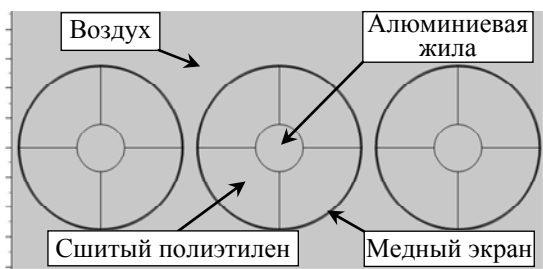 Воздух
Алюминиевая
жила
Сшитый полиэтилен
Медный экран